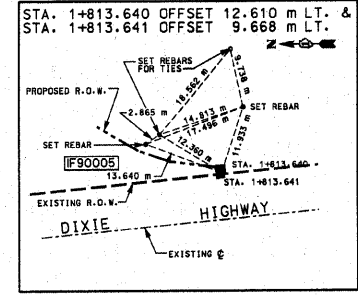 STA. 1+813.640 OFFSET 12.610 m LT. &
STA. 1+813.641 OFFSET 9.668 m LT.
N
SET REBARS
FOR TIES
PROPOSED R.O.W.
18.562 m
9.738 m
2.865 m
14.813 m
17.496 m
SET REBAR
SET REBAR
12.360 m
11.933 m
IF90005
13.640 m
STA. 1+813.640
STA. 1+813.641
EXISTING R.O.W.
DIXIE HIGHWAY
EXISTING ℄